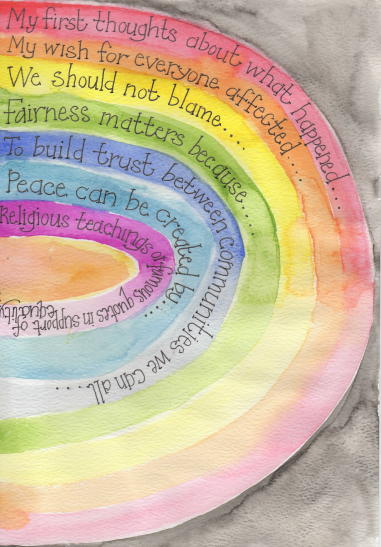 My first thoughts about what happened....
My wish for everyone affected....
We should not blame....
Fairness matters because....
To build trust between communities we can all....
Peace can be created by......
Religious teachings or famous quotes in support of
equality